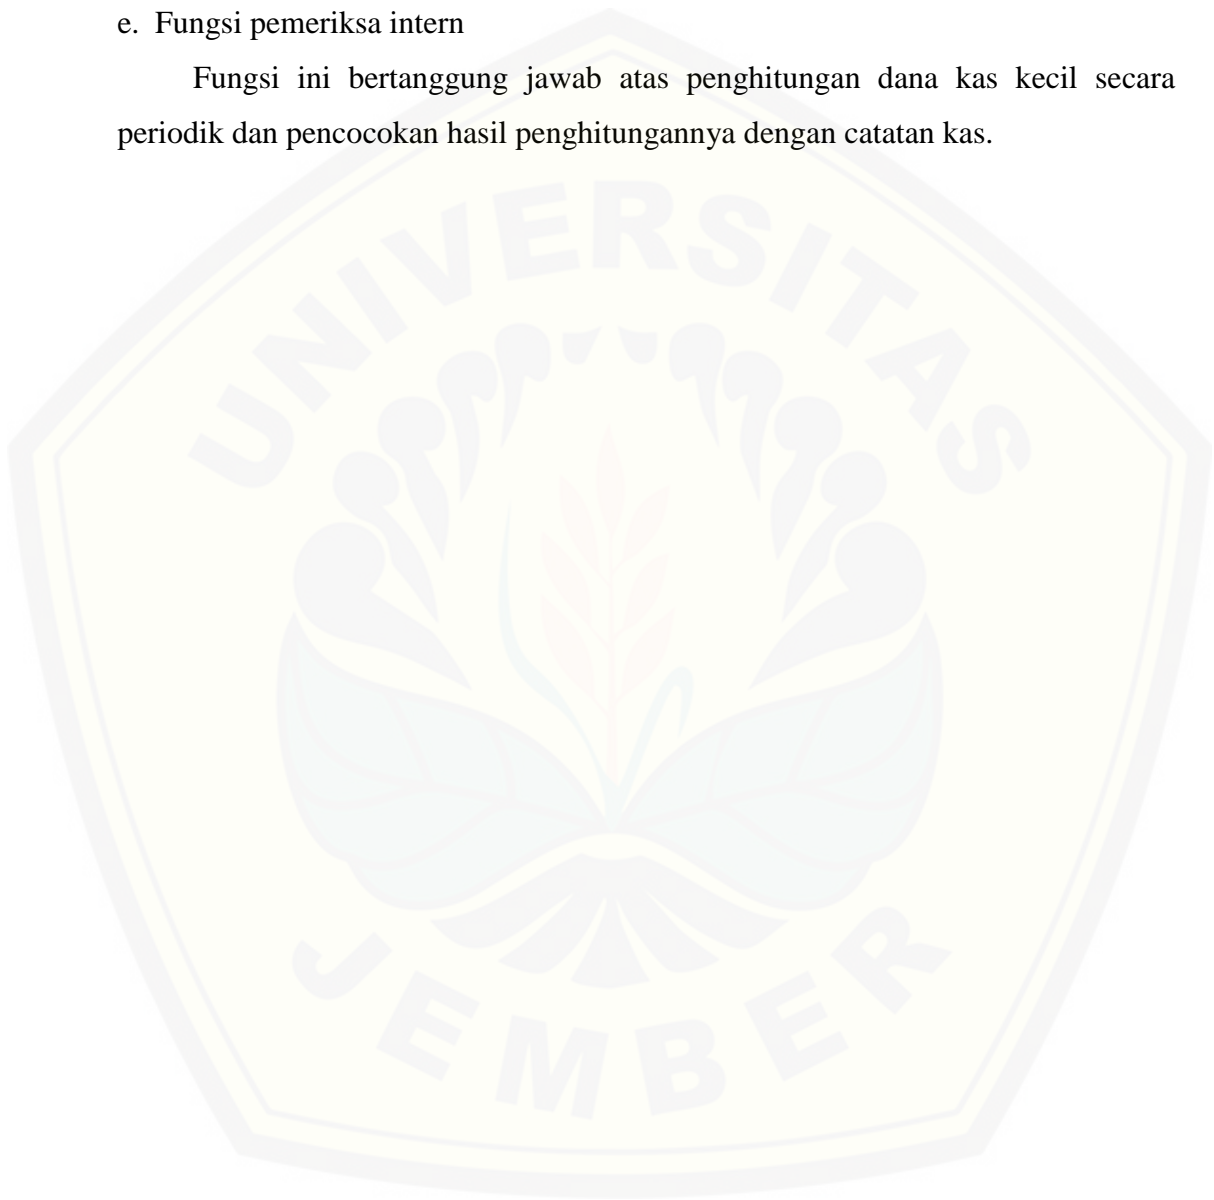 e. Fungsi pemeriksa intern
Fungsi ini bertanggung jawab atas penghitungan dana kas kecil secara
periodik dan pencocokan hasil penghitungannya dengan catatan kas.
UNIVERSITAS
JEMBER